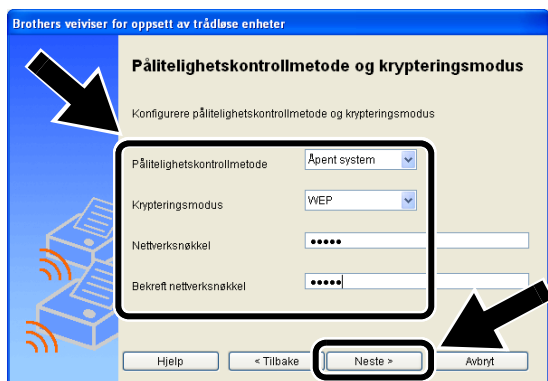 Brothers veiviser for oppsett av trådløse enheter
Pålitelighetskontrollmetode og krypteringsmodus
Konfigurere pålitelighetskontrollmetode og krypteringsmodus
Pålitelighetskontrollmetode Åpent system
Krypteringsmodus WEP
Nettverksnøkkel •••••
Bekreft nettverksnøkkel •••••
Hjelp < Tilbake Neste > Avbryt